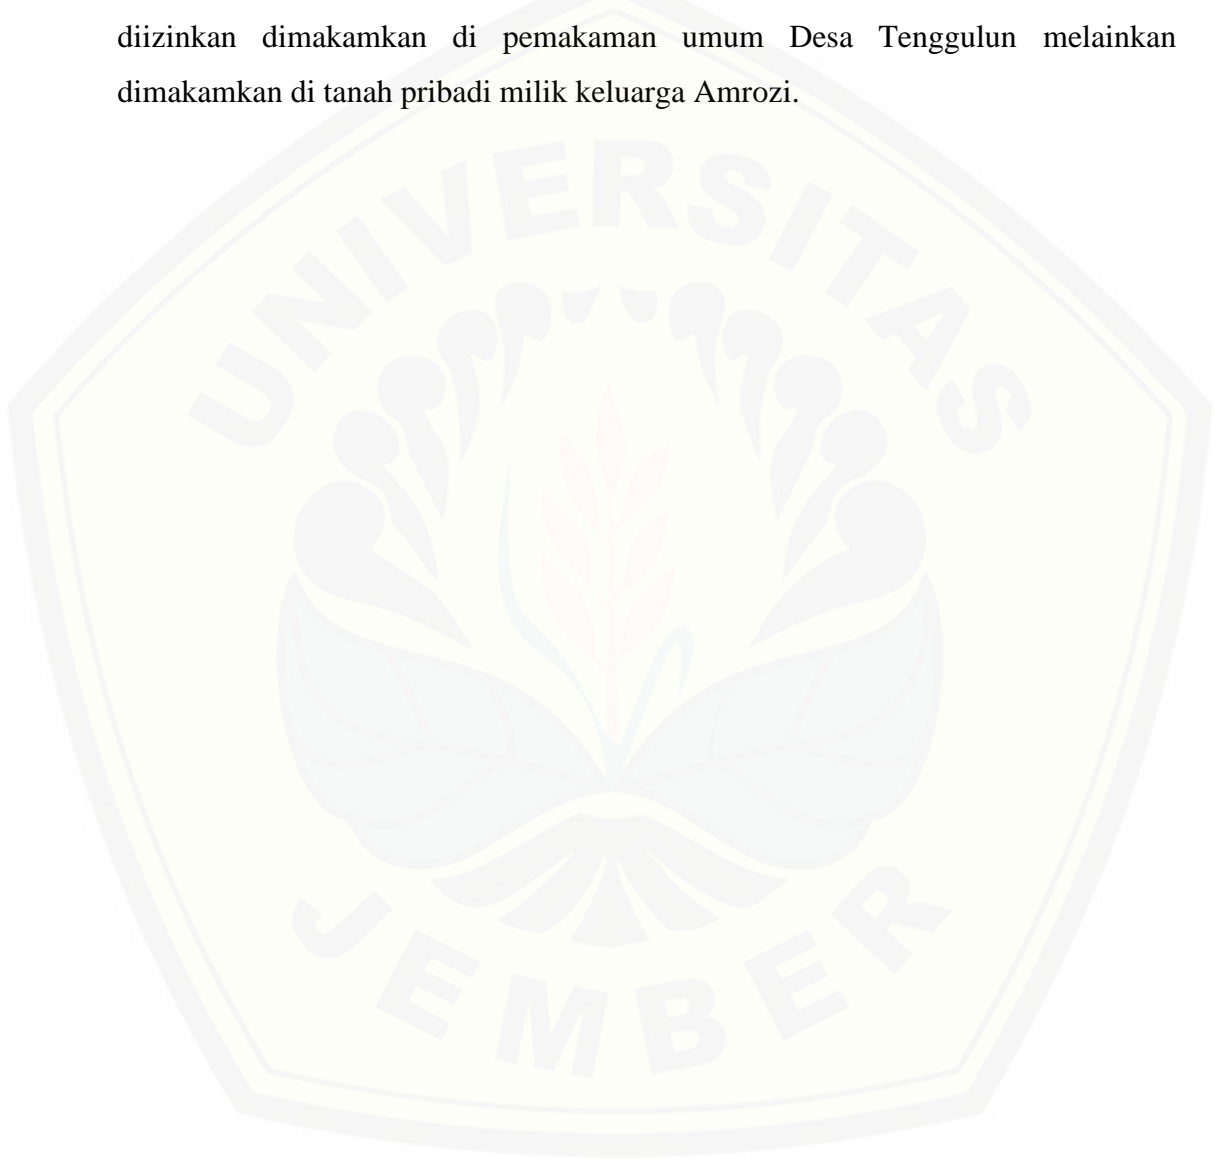 diizinkan dimakamkan di pemakaman umum Desa Tenggulun melainkan
dimakamkan di tanah pribadi milik keluarga Amrozi.
UNIVERSITAS
JEMBER